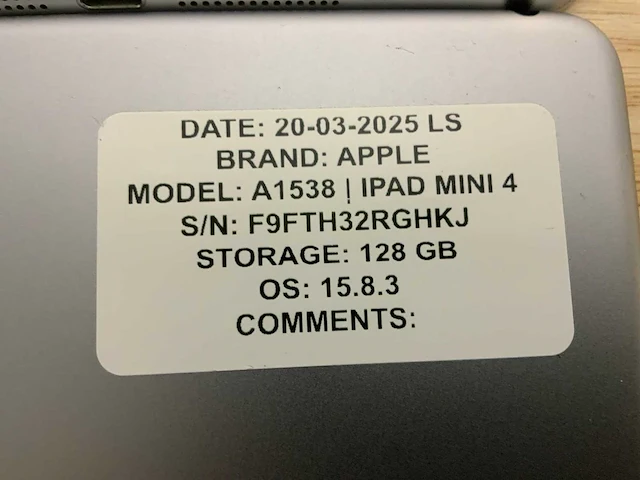 DATE: 20-03-2025 LS
BRAND: APPLE
MODEL: A1538 | IPAD MINI 4
S/N: F9FTH32RGHKJ
STORAGE: 128 GB
OS: 15.8.3
COMMENTS: